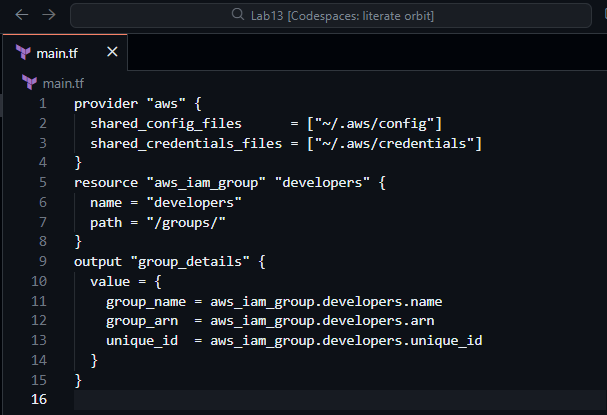 Lab13 [Codespaces: literate orbit]
main.tf
main.tf
1 provider "aws" {
2   shared_config_files      = ["~/.aws/config"]
3   shared_credentials_files = ["~/.aws/credentials"]
4 }
5 resource "aws_iam_group" "developers" {
6   name = "developers"
7   path = "/groups/"
8 }
9 output "group_details" {
10   value = {
11     group_name = aws_iam_group.developers.name
12     group_arn  = aws_iam_group.developers.arn
13     unique_id  = aws_iam_group.developers.unique_id
14   }
15 }
16